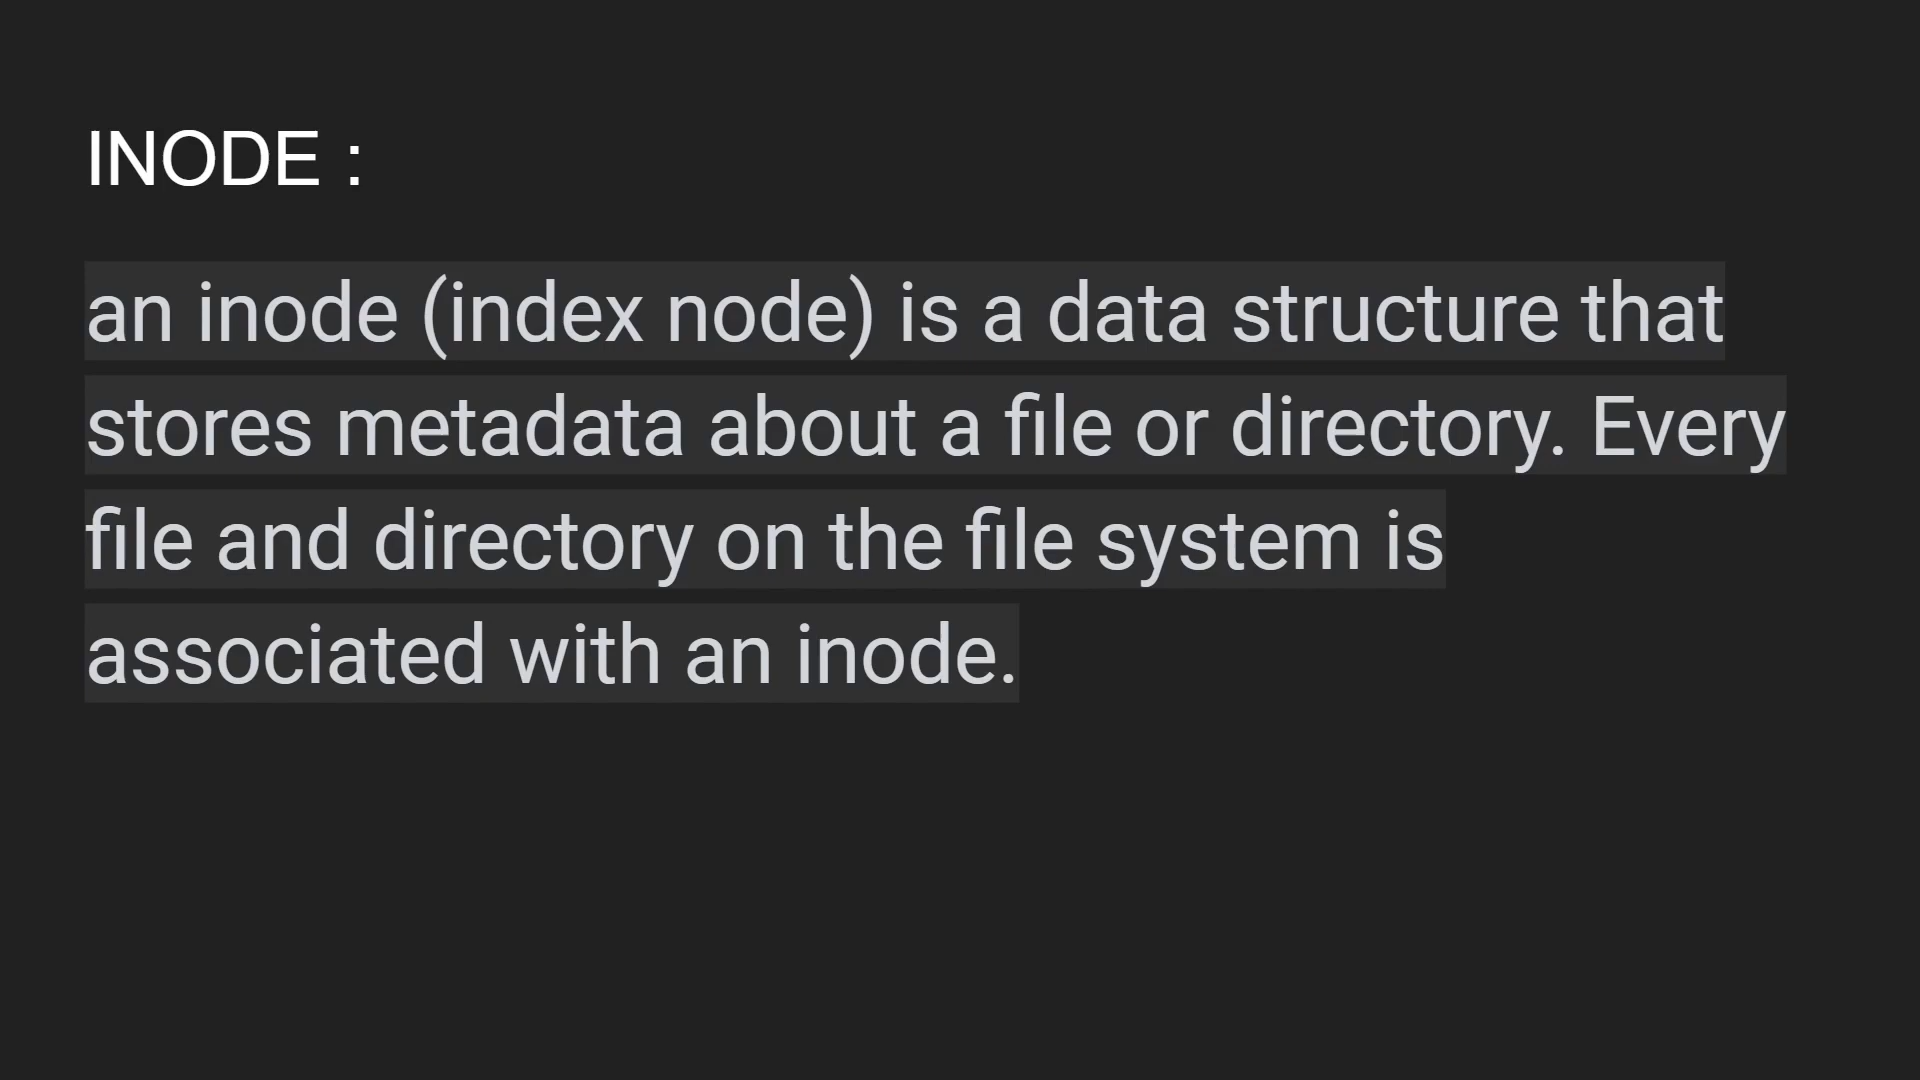 INODE :
an inode (index node) is a data structure that
stores metadata about a file or directory. Every
file and directory on the file system is
associated with an inode.